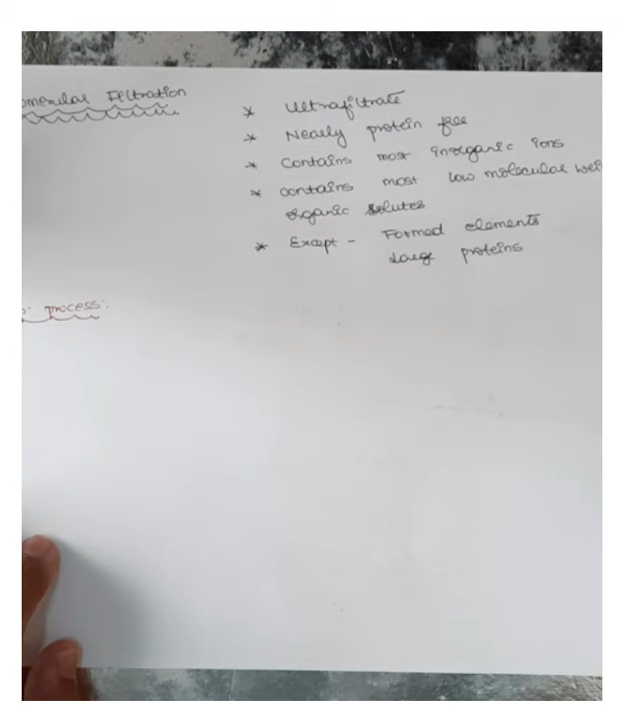 omerular Filtration
* Ultrafiltrate
* Nearly protein free
* Contains most inorganic ions
* contains most low molecular wei
organic solutes
* Except - Formed elements
Large proteins
process: